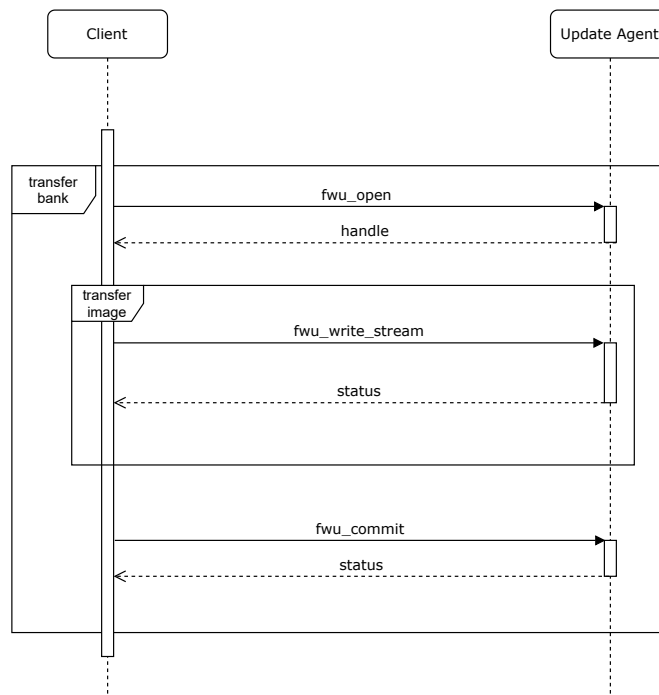 Client
Update Agent
transfer
bank
fwu_open
handle
transfer
image
fwu_write_stream
status
fwu_commit
status